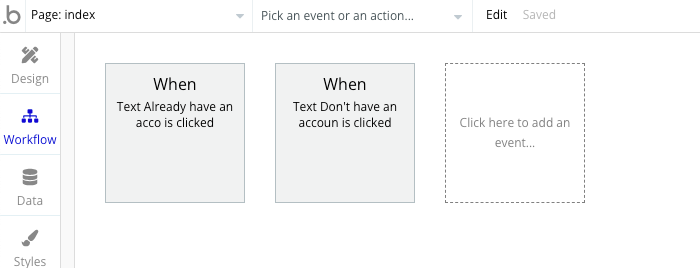 .b Page: index Pick an event or an action... Edit Saved
Design
Workflow
Data
Styles
When
Text Already have an
acco is clicked
When
Text Don't have an
accoun is clicked
Click here to add an
event...